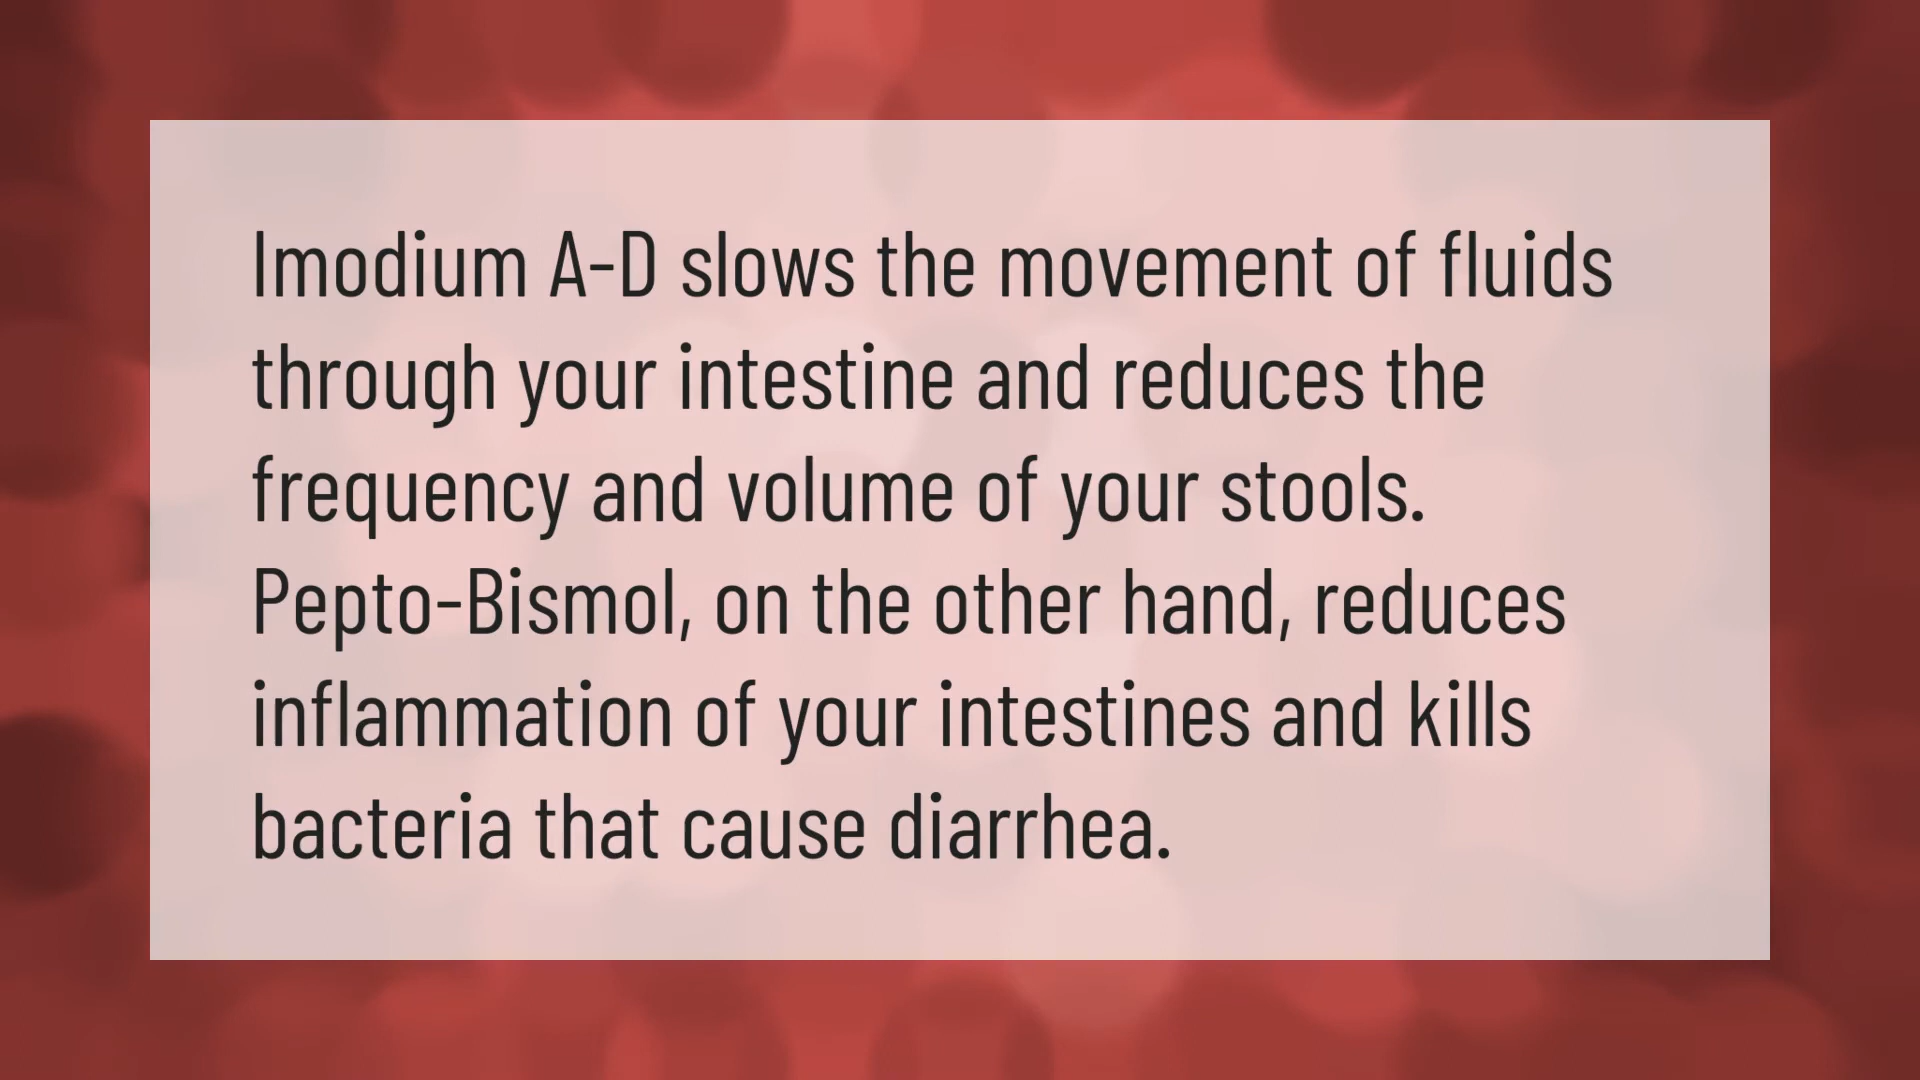 Imodium A-D slows the movement of fluids
through your intestine and reduces the
frequency and volume of your stools.
Pepto-Bismol, on the other hand, reduces
inflammation of your intestines and kills
bacteria that cause diarrhea.